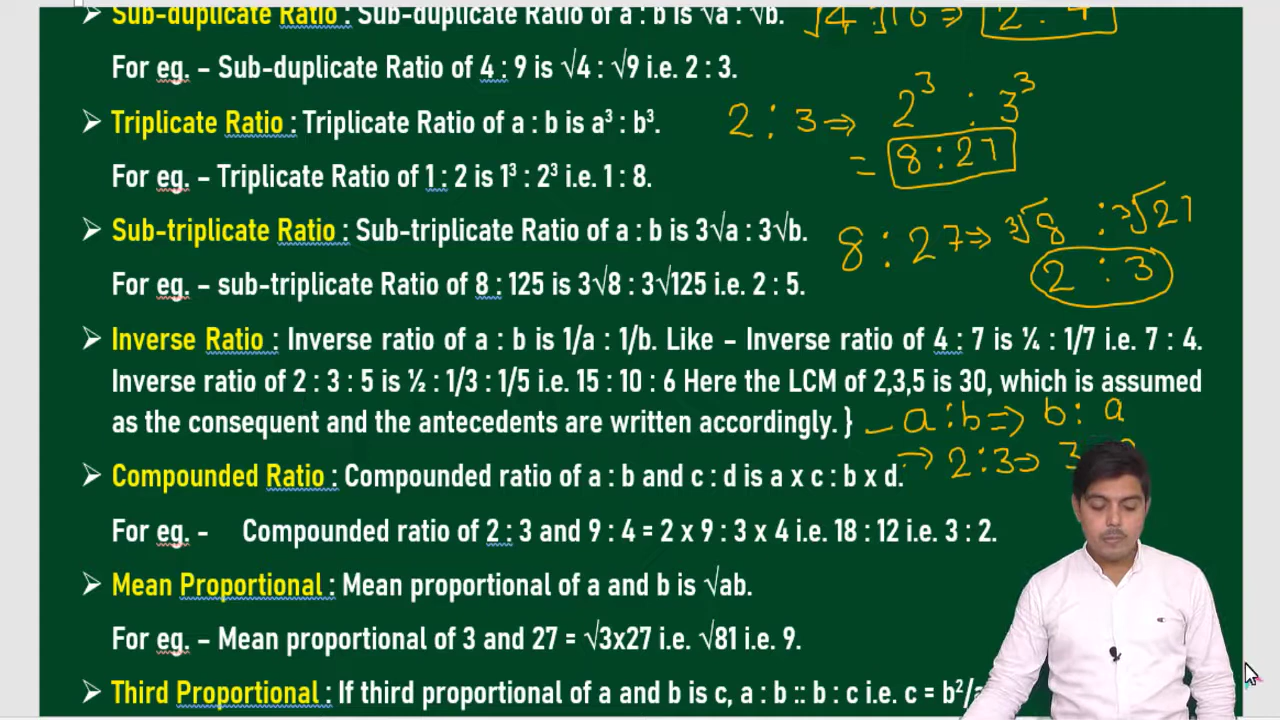 Sub-duplicate Ratio : Sub-duplicate Ratio of a : b is √a : √b. √4 : √16 ⇒ 2 : 4
For eg. – Sub-duplicate Ratio of 4 : 9 is √4 : √9 i.e. 2 : 3.
➢ Triplicate Ratio : Triplicate Ratio of a : b is a³ : b³. 2 : 3 ⇒ 2³ : 3³
= 8 : 27
For eg. – Triplicate Ratio of 1 : 2 is 1³ : 2³ i.e. 1 : 8.
➢ Sub-triplicate Ratio : Sub-triplicate Ratio of a : b is 3√a : 3√b. 8 : 27 ⇒ ³√8 : ³√27
2 : 3
For eg. – sub-triplicate Ratio of 8 : 125 is 3√8 : 3√125 i.e. 2 : 5.
➢ Inverse Ratio : Inverse ratio of a : b is 1/a : 1/b. Like – Inverse ratio of 4 : 7 is ¼ : 1/7 i.e. 7 : 4.
Inverse ratio of 2 : 3 : 5 is ½ : 1/3 : 1/5 i.e. 15 : 10 : 6 Here the LCM of 2,3,5 is 30, which is assumed
as the consequent and the antecedents are written accordingly. } – a : b ⇒ b : a
→ 2 : 3 ⇒ 3
➢ Compounded Ratio : Compounded ratio of a : b and c : d is a x c : b x d.
For eg. - Compounded ratio of 2 : 3 and 9 : 4 = 2 x 9 : 3 x 4 i.e. 18 : 12 i.e. 3 : 2.
➢ Mean Proportional : Mean proportional of a and b is √ab.
For eg. – Mean proportional of 3 and 27 = √3x27 i.e. √81 i.e. 9.
➢ Third Proportional : If third proportional of a and b is c, a : b :: b : c i.e. c = b²/a